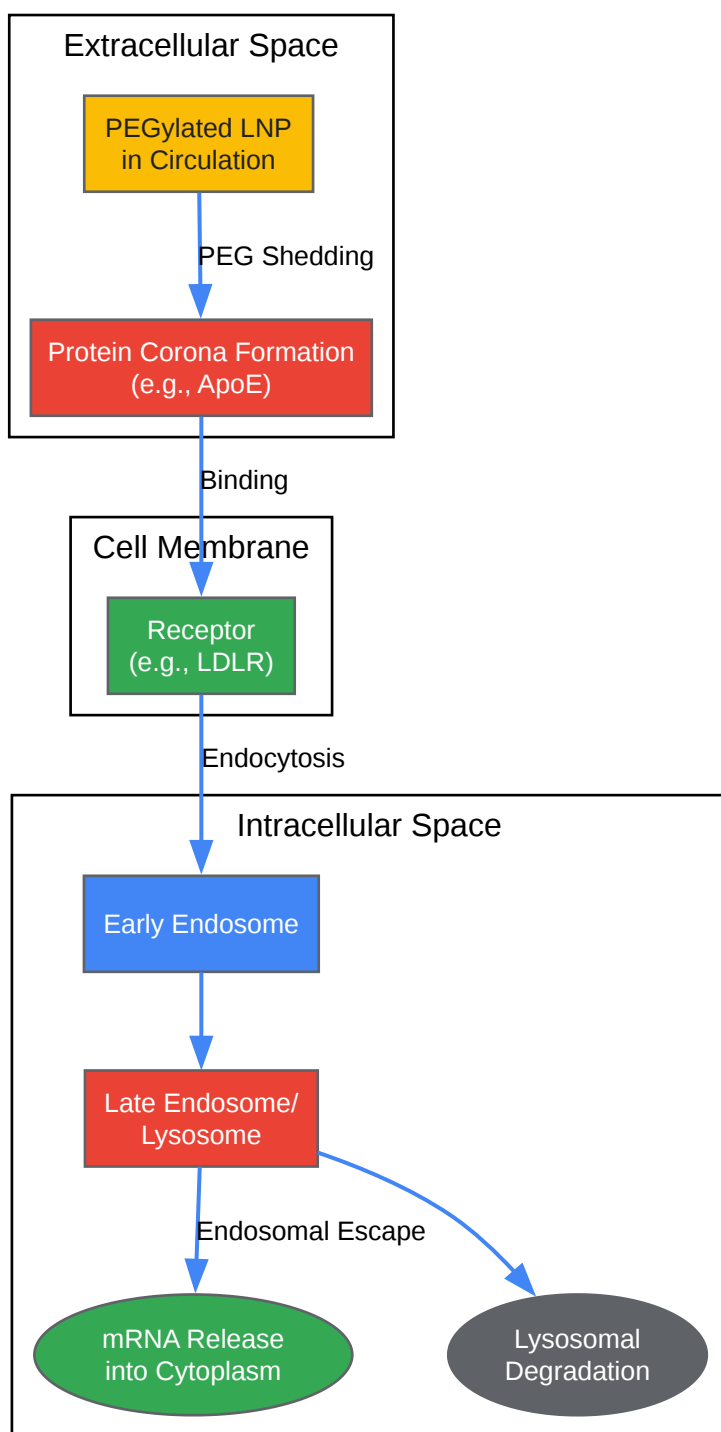 Extracellular Space
PEGylated LNP
in Circulation
PEG Shedding
Protein Corona Formation
(e.g., ApoE)
Binding
Cell Membrane
Receptor
(e.g., LDLR)
Endocytosis
Intracellular Space
Early Endosome
Late Endosome/
Lysosome
Endosomal Escape
mRNA Release
into Cytoplasm
Lysosomal
Degradation